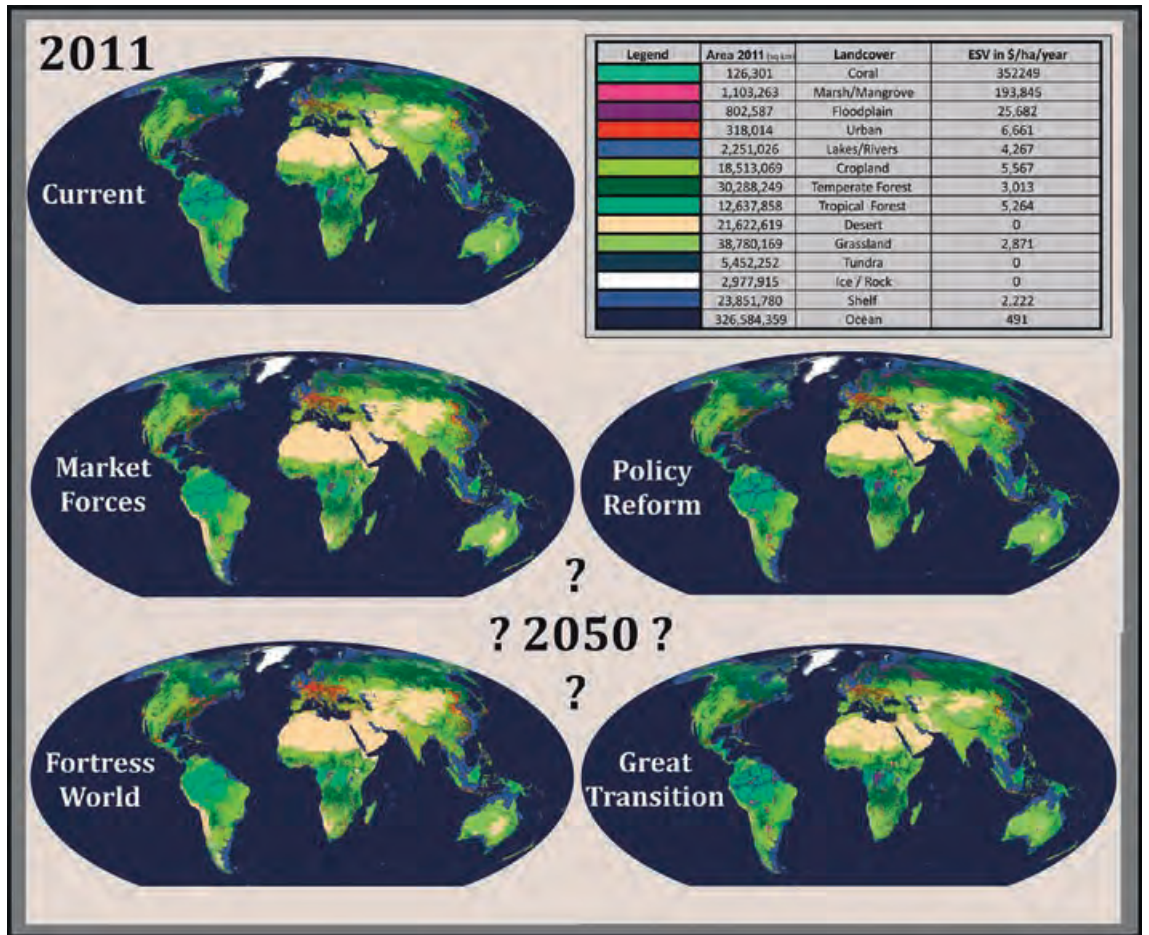 2011
Current
Legend Area 2011 (sq km) Landcover ESV in $/ha/year
126,301 Coral 352249
1,103,263 Marsh/Mangrove 193,845
802,587 Floodplain 25,682
318,014 Urban 6,661
2,251,026 Lakes/Rivers 4,267
18,513,069 Cropland 5,567
30,288,249 Temperate Forest 3,013
12,637,858 Tropical Forest 5,264
21,622,619 Desert 0
38,780,169 Grassland 2,871
5,452,252 Tundra 0
2,977,915 Ice / Rock 0
23,851,780 Shelf 2,222
326,584,359 Ocean 491
Market
Forces
Policy
Reform
?
? 2050 ?
?
Fortress
World
Great
Transition